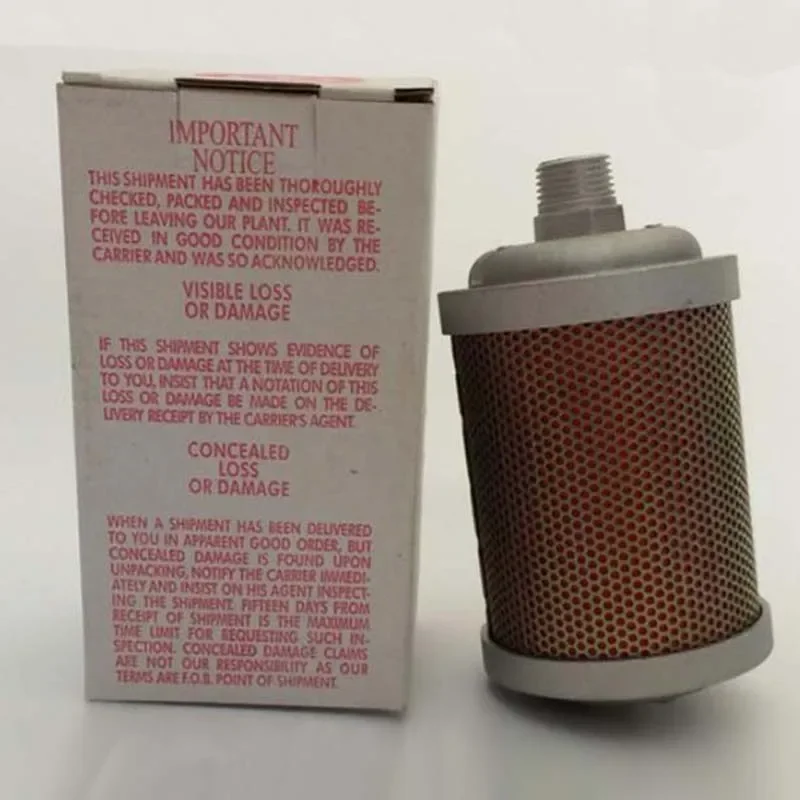 IMPORTANT
NOTICE
THIS SHIPMENT HAS BEEN THOROUGHLY
CHECKED, PACKED AND INSPECTED BE-
FORE LEAVING OUR PLANT. IT WAS RE-
CEIVED IN GOOD CONDITION BY THE
CARRIER AND WAS SO ACKNOWLEDGED.
VISIBLE LOSS
OR DAMAGE
IF THIS SHIPMENT SHOWS EVIDENCE OF
LOSS OR DAMAGE AT THE TIME OF DELIVERY
TO YOU, INSIST THAT A NOTATION OF THIS
LOSS OR DAMAGE BE MADE ON THE DE-
LIVERY RECEIPT BY THE CARRIER'S AGENT.
CONCEALED
LOSS
OR DAMAGE
WHEN A SHIPMENT HAS BEEN DELIVERED
TO YOU IN APPARENT GOOD ORDER, BUT
CONCEALED DAMAGE IS FOUND UPON
UNPACKING, NOTIFY THE CARRIER IMMEDI-
ATELY AND INSIST ON HIS AGENT INSPECT-
ING THE SHIPMENT. FIFTEEN DAYS FROM
RECEIPT OF SHIPMENT IS THE MAXIMUM
TIME LIMIT FOR REQUESTING SUCH IN-
SPECTION. CONCEALED DAMAGE CLAIMS
ARE NOT OUR RESPONSIBILITY AS OUR
TERMS ARE F.O.B. POINT OF SHIPMENT.